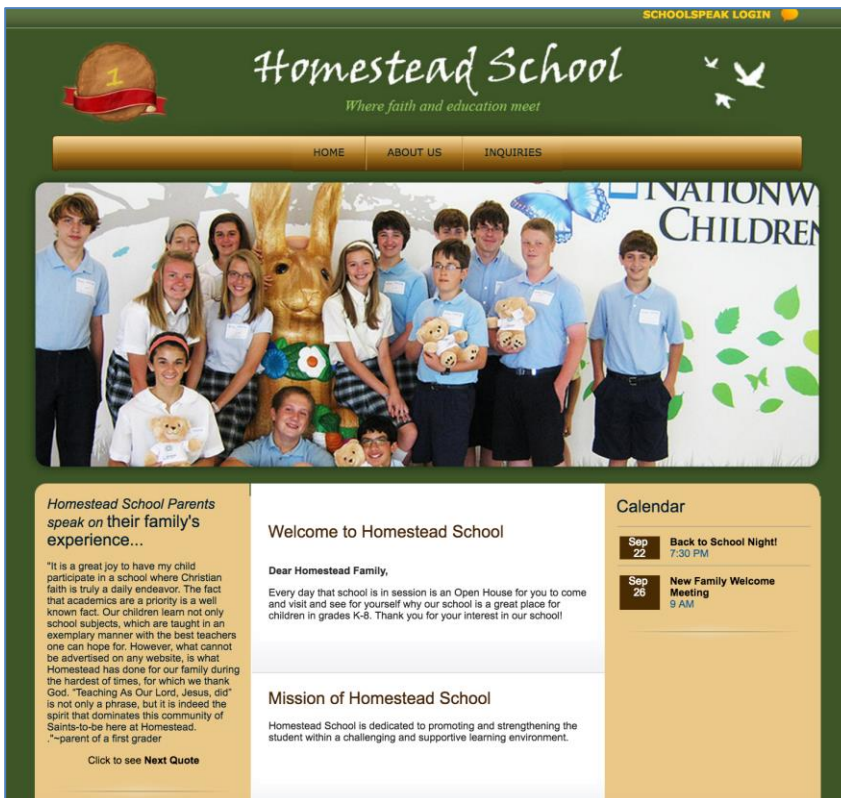 SCHOOLSPEAK LOGIN
1
Homestead School
Where faith and education meet
HOME ABOUT US INQUIRIES
NATIONW
CHILDREN
Homestead School Parents
speak on their family's
experience...
"It is a great joy to have my child
participate in a school where Christian
faith is truly a daily endeavor. The fact
that academics are a priority is a well
known fact. Our children learn not only
school subjects, which are taught in an
exemplary manner with the best teachers
one can hope for. However, what cannot
be advertised on any website, is what
Homestead has done for our family during
the hardest of times, for which we thank
God. "Teaching As Our Lord, Jesus, did"
is not only a phrase, but it is indeed the
spirit that dominates this community of
Saints-to-be here at Homestead.
."~parent of a first grader
Click to see Next Quote
Welcome to Homestead School
Dear Homestead Family,
Every day that school is in session is an Open House for you to come
and visit and see for yourself why our school is a great place for
children in grades K-8. Thank you for your interest in our school!
Mission of Homestead School
Homestead School is dedicated to promoting and strengthening the
student within a challenging and supportive learning environment.
Calendar
Sep
22
Back to School Night!
7:30 PM
Sep
26
New Family Welcome
Meeting
9 AM